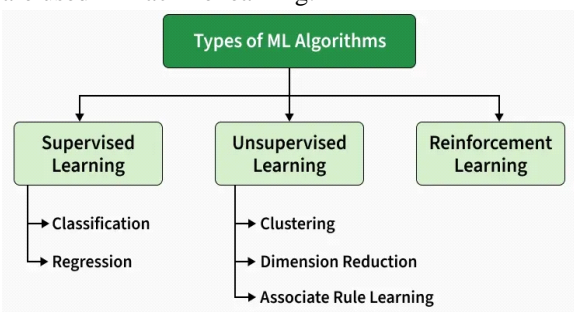 Types of ML Algorithms
Supervised
Learning
Unsupervised
Learning
Reinforcement
Learning
Classification
Regression
Clustering
Dimension Reduction
Associate Rule Learning